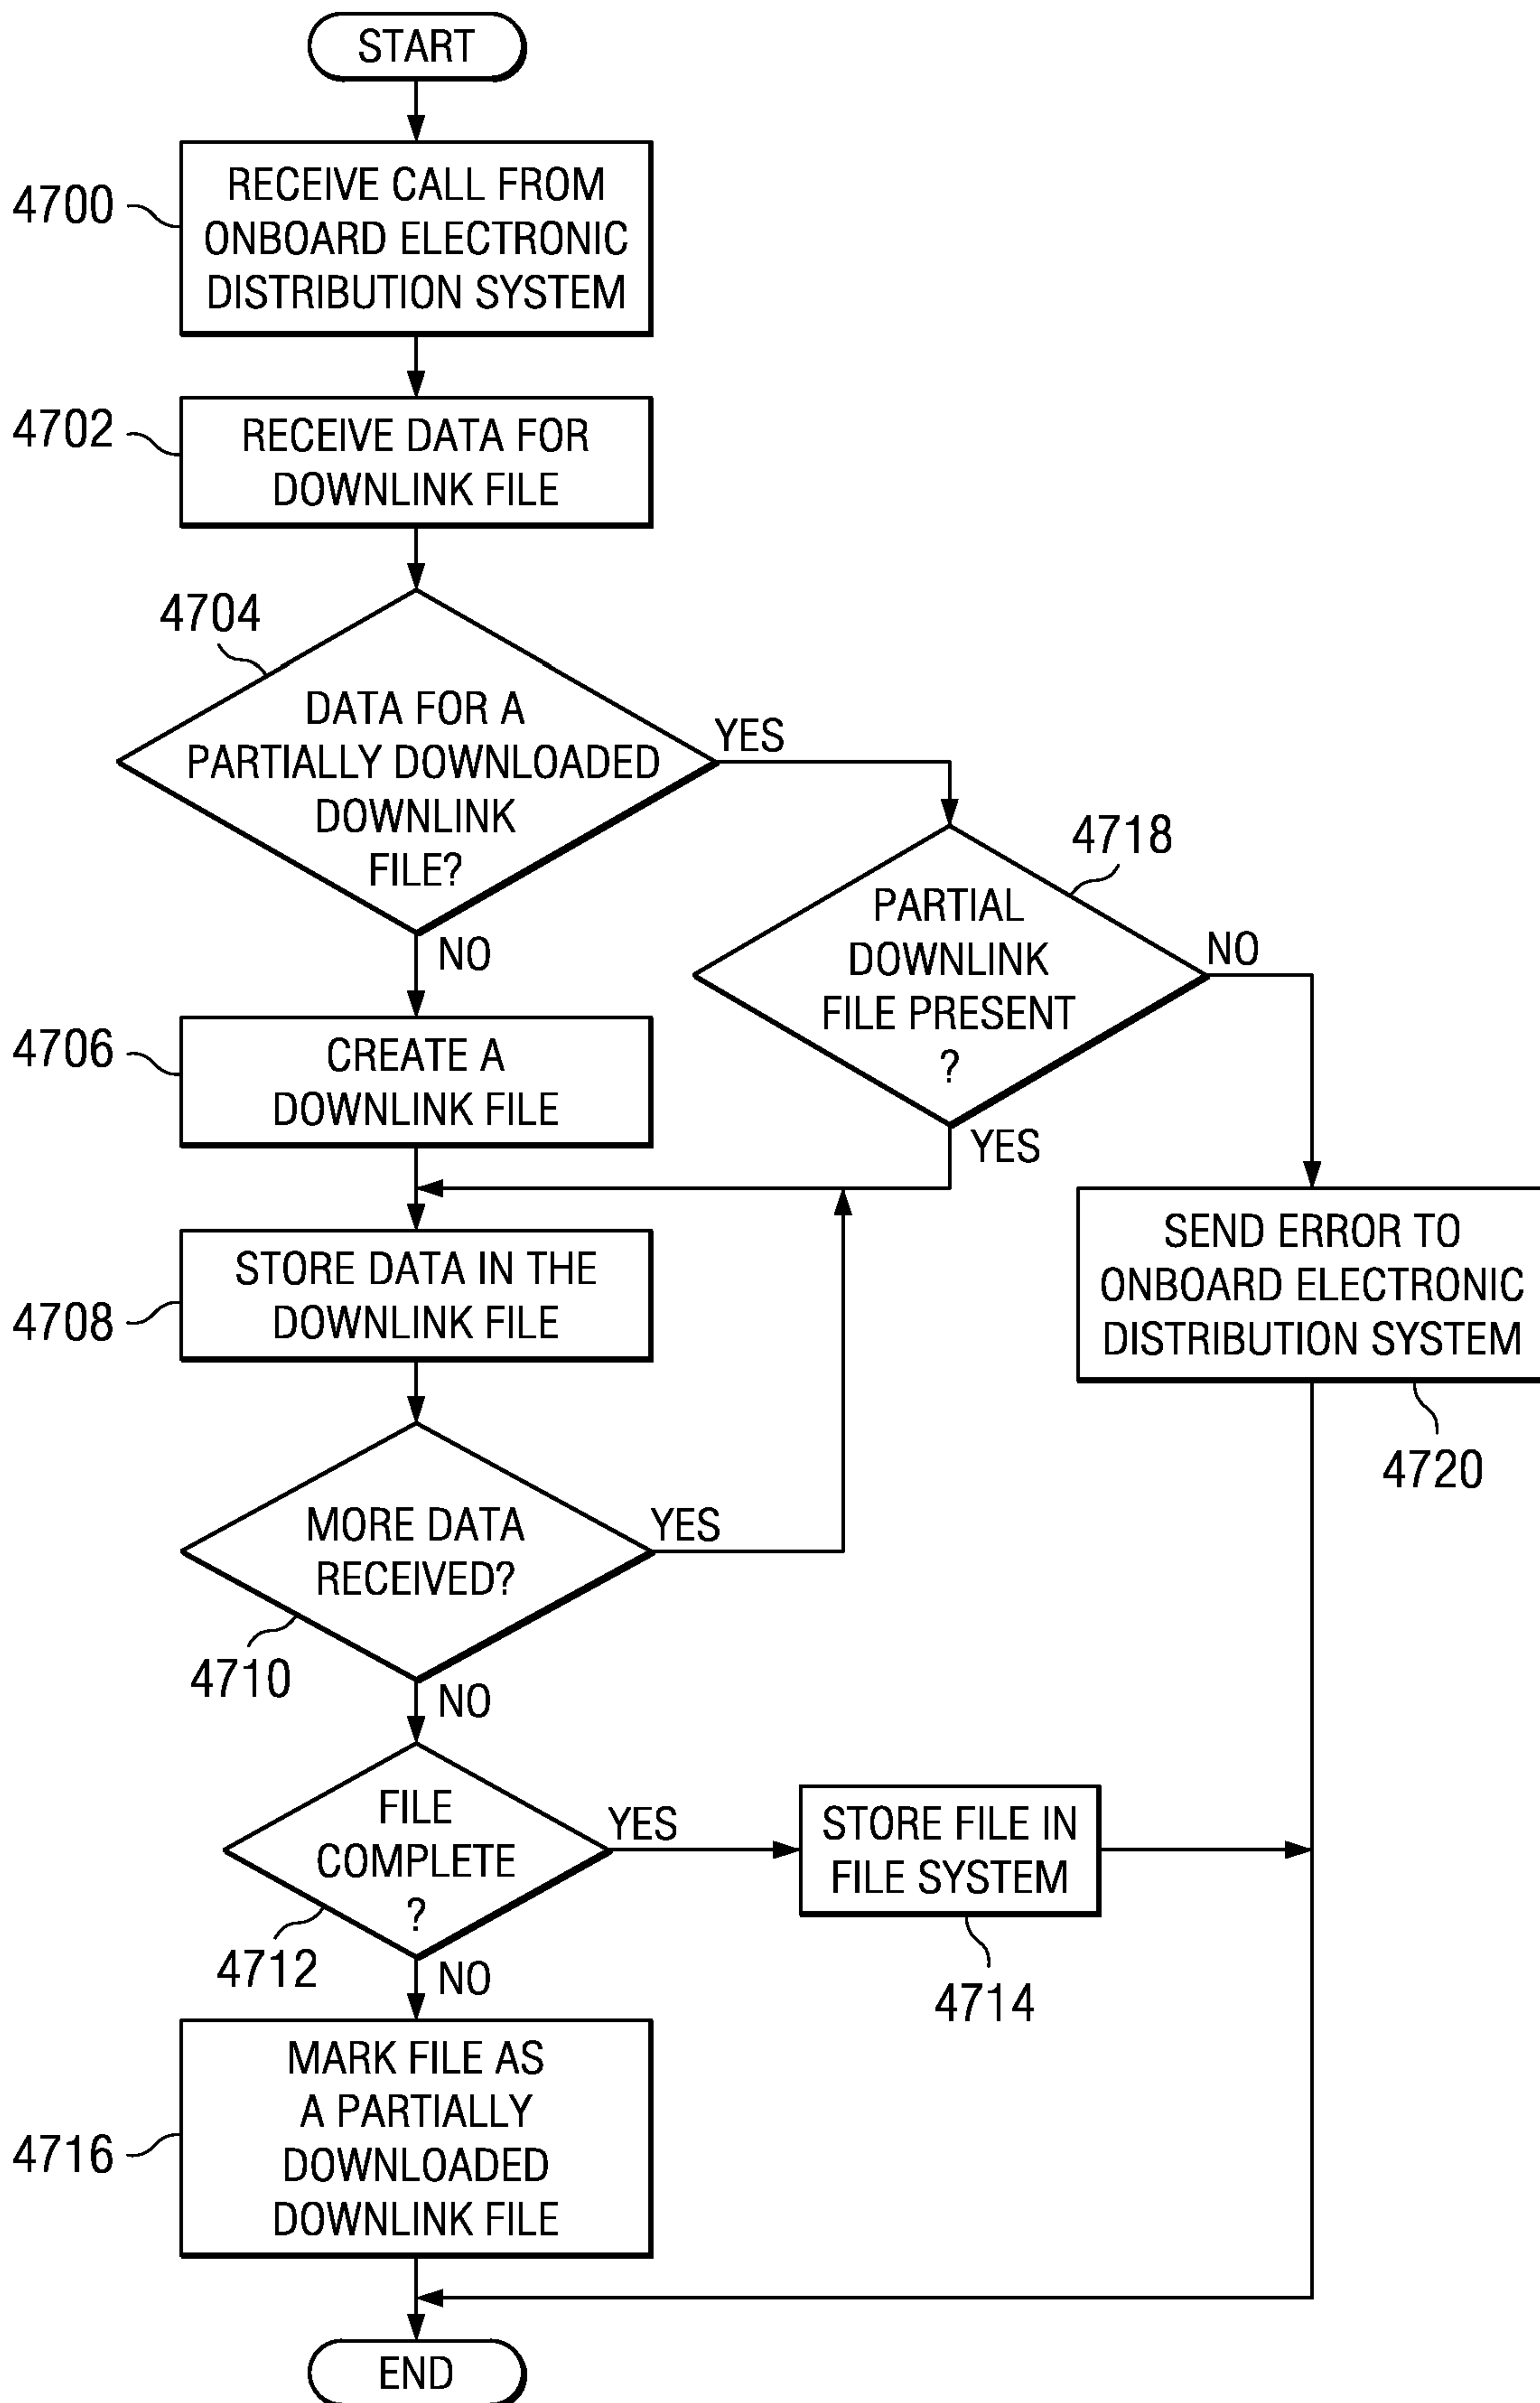 START
4700
RECEIVE CALL FROM
ONBOARD ELECTRONIC
DISTRIBUTION SYSTEM
4702
RECEIVE DATA FOR
DOWNLINK FILE
4704
DATA FOR A
PARTIALLY DOWNLOADED
DOWNLINK
FILE?
YES
NO
4718
PARTIAL
DOWNLINK
FILE PRESENT
?
NO
YES
4706
CREATE A
DOWNLINK FILE
4708
STORE DATA IN THE
DOWNLINK FILE
SEND ERROR TO
ONBOARD ELECTRONIC
DISTRIBUTION SYSTEM
4720
MORE DATA
RECEIVED?
YES
4710
NO
FILE
COMPLETE
?
YES
4712
NO
STORE FILE IN
FILE SYSTEM
4714
4716
MARK FILE AS
A PARTIALLY
DOWNLOADED
DOWNLINK FILE
END